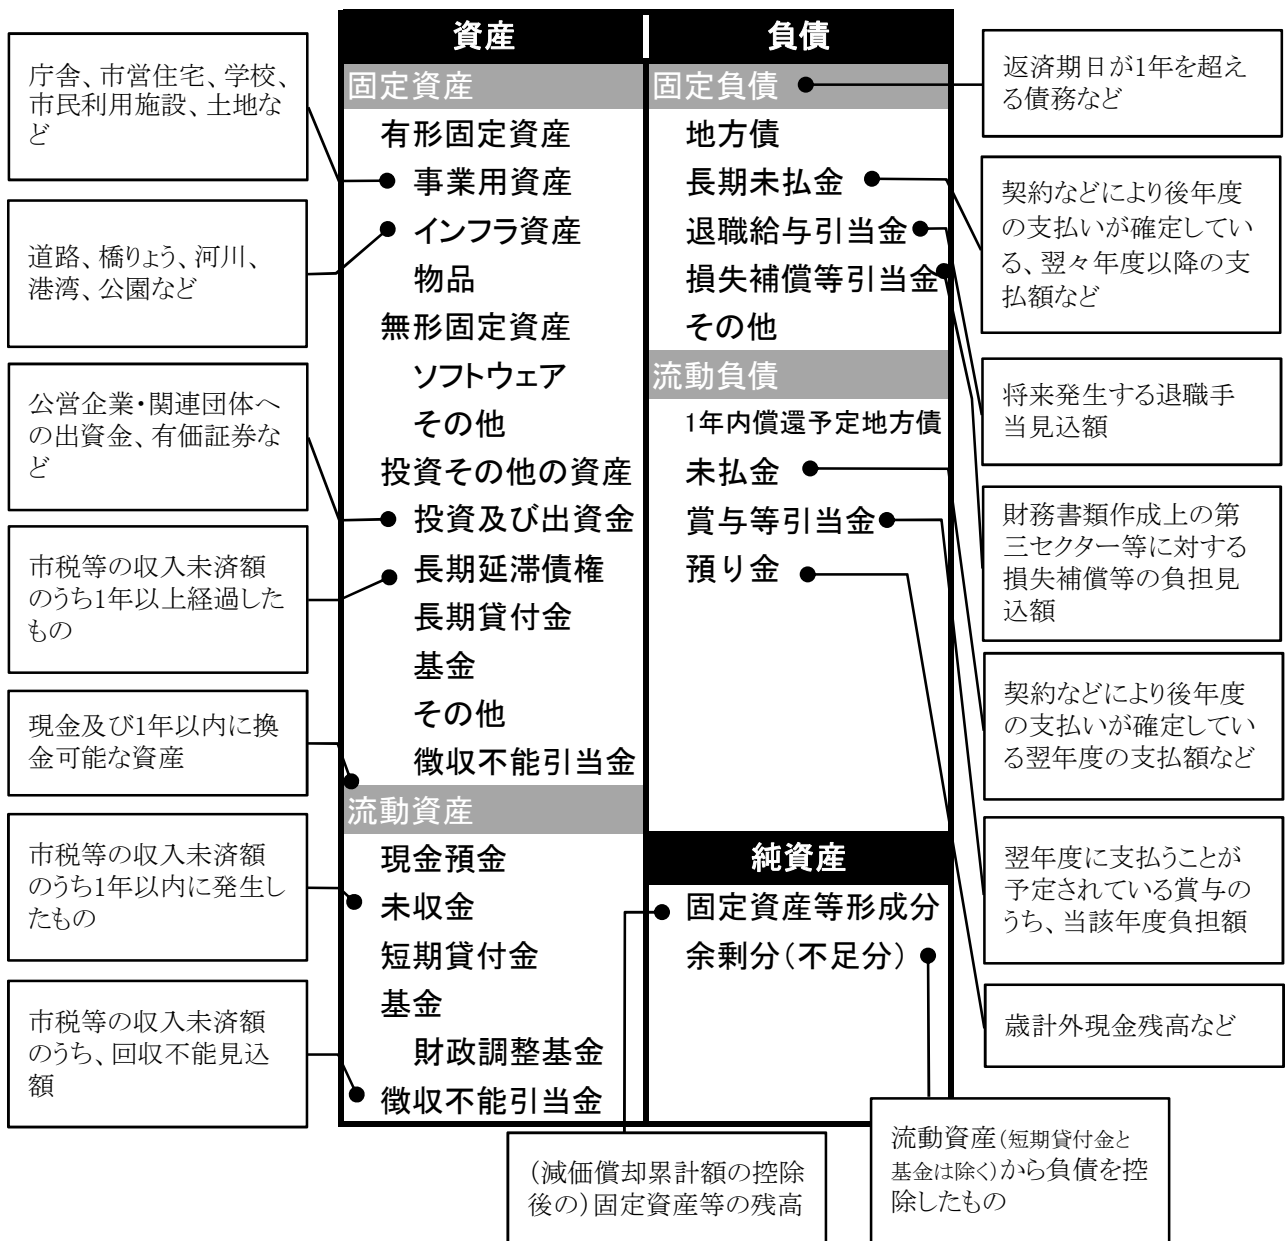 資産
負債
庁舎、市営住宅、学校、
市民利用施設、土地な
ど
道路、橋りょう、河川、
港湾、公園など
公営企業・関連団体へ
の出資金、有価証券な
ど
市税等の収入未済額
のうち1年以上経過した
もの
現金及び1年以内に換
金可能な資産
市税等の収入未済額
のうち1年以内に発生し
たもの
市税等の収入未済額
のうち、回収不能見込
額
固定資産
有形固定資産
事業用資産
インフラ資産
物品
無形固定資産
ソフトウェア
その他
投資その他の資産
投資及び出資金
長期延滞債権
長期貸付金
基金
その他
徴収不能引当金
流動資産
現金預金
未収金
短期貸付金
基金
財政調整基金
徴収不能引当金
固定負債
地方債
長期未払金
退職給与引当金
損失補償等引当金
その他
流動負債
1年内償還予定地方債
未払金
賞与等引当金
預り金
純資産
固定資産等形成分
余剰分(不足分)
返済期日が1年を超え
る債務など
契約などにより後年度
の支払いが確定してい
る、翌々年度以降の支
払額など
将来発生する退職手
当見込額
財務書類作成上の第
三セクター等に対する
損失補償等の負担見
込額
契約などにより後年度
の支払いが確定してい
る翌年度の支払額など
翌年度に支払うことが
予定されている賞与の
うち、当該年度負担額
歳計外現金残高など
(減価償却累計額の控除
後の)固定資産等の残高
流動資産(短期貸付金と
基金は除く)から負債を控
除したもの